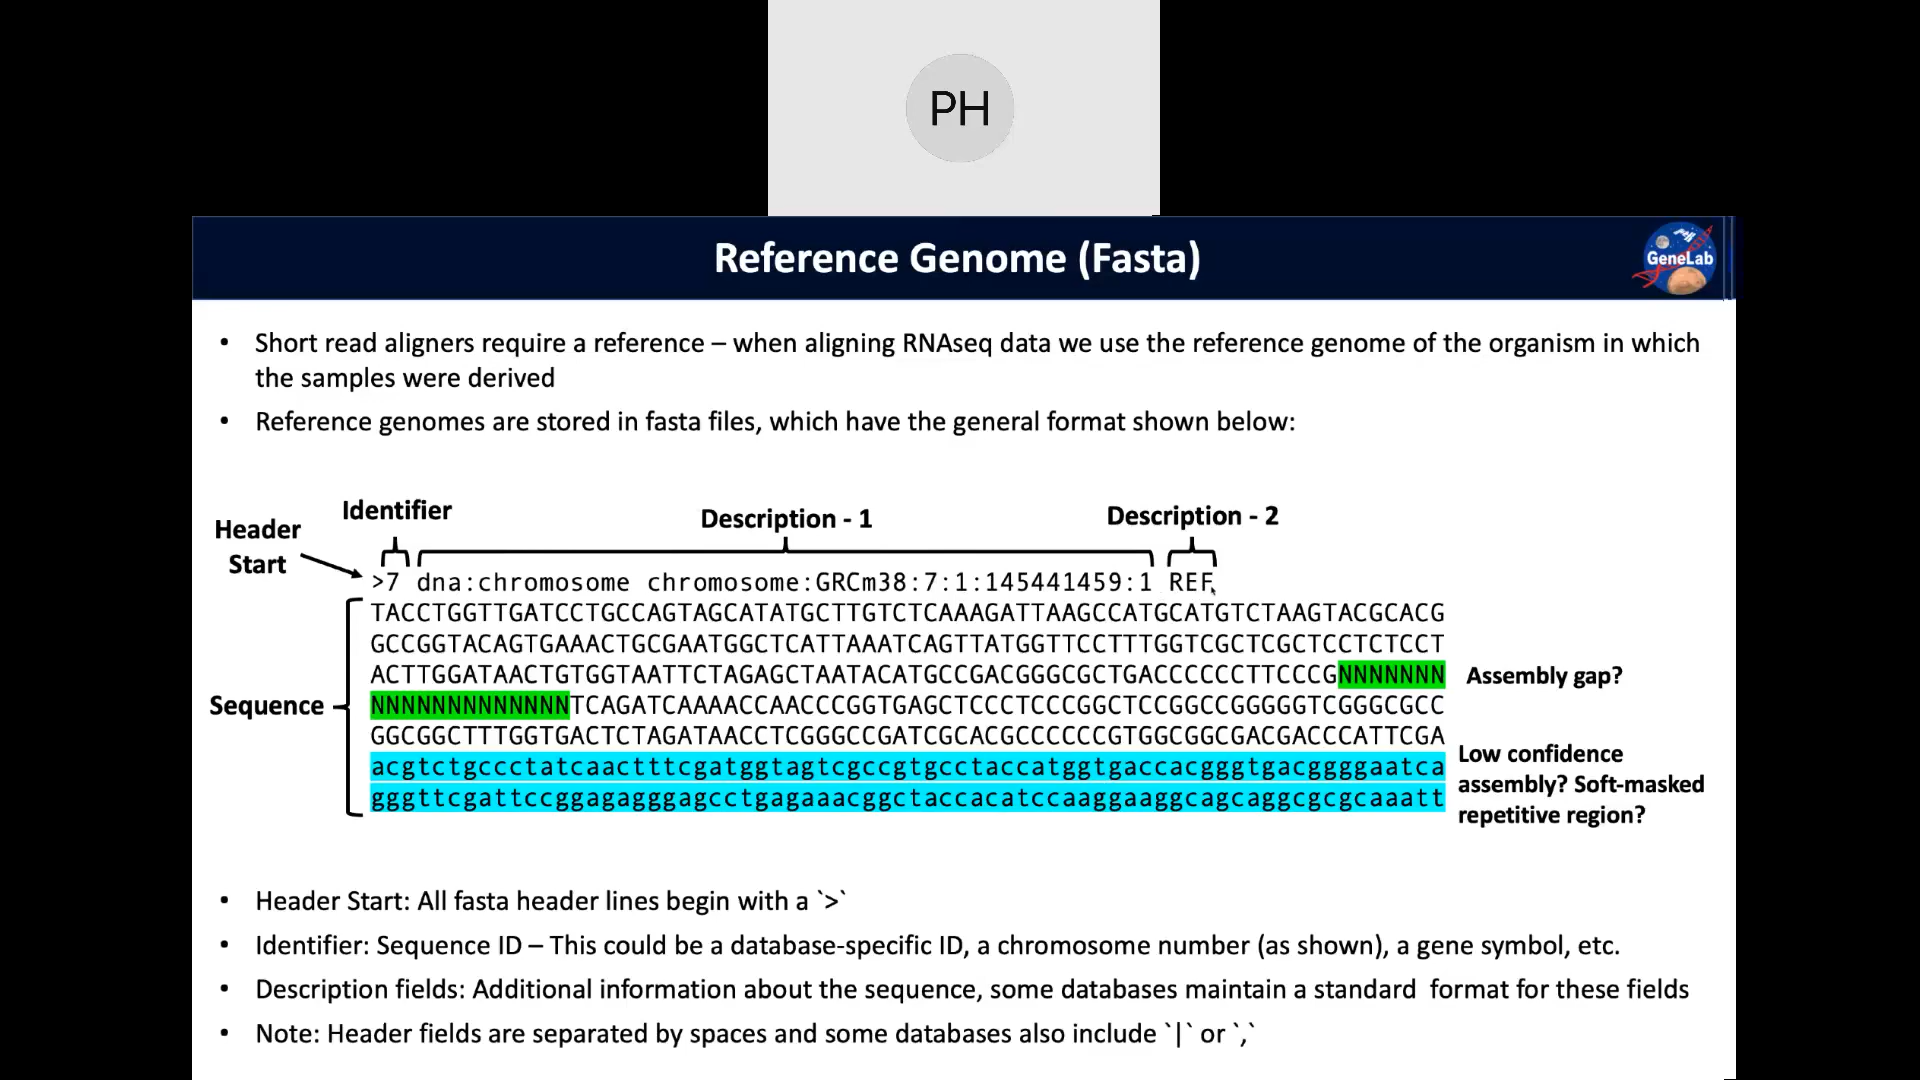 PH
Reference Genome (Fasta)
GeneLab
• Short read aligners require a reference – when aligning RNAseq data we use the reference genome of the organism in which
the samples were derived
• Reference genomes are stored in fasta files, which have the general format shown below:
Header
Start
Identifier
Description - 1
Description - 2
>7 dna:chromosome chromosome:GRCm38:7:1:145441459:1 REF
Sequence
TACCTGGTTGATCCTGCCAGTAGCATATGCTTGTCTCAAAGATTAAGCCATGCATGTCTAAGTACGCACG
GCCGGTACAGTGAAACTGCGAATGGCTCATTAAATCAGTTATGGTTCCTTTGGTCGCTCGCTCCTCTCCT
ACTTGGATAACTGTGGTAATTCTAGAGCTAATACATGCCGACGGGCGCTGACCCCCCTTCCCGNNNNNNN
Assembly gap?
NNNNNNNNNNNNNTCAGATCAAAACCAACCCGGTGAGCTCCCTCCCGGCTCCGGCCGGGGGTCGGGCGCC
GGCGGCTTTGGTGACTCTAGATAACCTCGGGCCGATCGCACGCCCCCCGTGGCGGCGACGACCCATTCGA
acgtctgccctatcaactttcgatggtagtcgccgtgcctaccatggtgaccacgggtgacggggaatca
gggttcgattccggagagggagcctgagaaacggctaccacatccaaggaaggcagcaggcgcgcaaatt
Low confidence
assembly? Soft-masked
repetitive region?
• Header Start: All fasta header lines begin with a `>`
• Identifier: Sequence ID – This could be a database-specific ID, a chromosome number (as shown), a gene symbol, etc.
• Description fields: Additional information about the sequence, some databases maintain a standard  format for these fields
• Note: Header fields are separated by spaces and some databases also include `|` or `,`